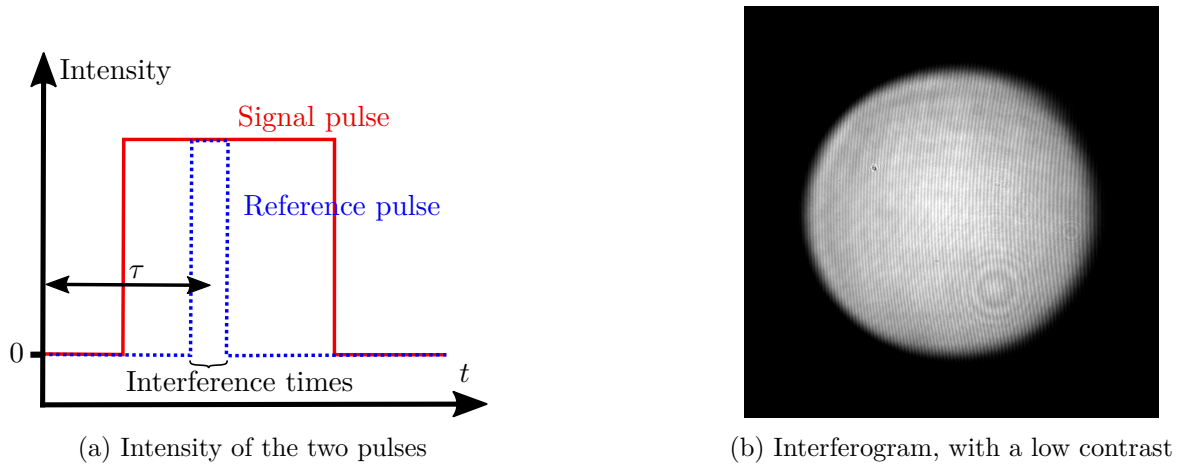 Intensity
Signal pulse
Reference pulse
τ
0
Interference times
t
(a) Intensity of the two pulses
(b) Interferogram, with a low contrast